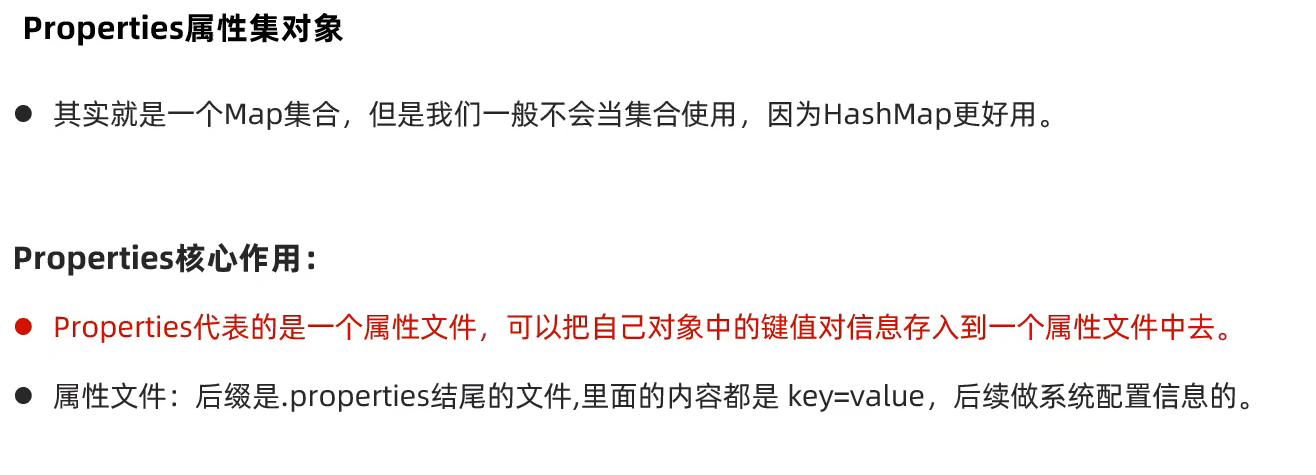 Properties属性集对象
● 其实就是一个Map集合，但是我们一般不会当集合使用，因为HashMap更好用。
Properties核心作用：
● Properties代表的是一个属性文件，可以把自己对象中的键值对信息存入到一个属性文件中去。
● 属性文件：后缀是.properties结尾的文件,里面的内容都是 key=value，后续做系统配置信息的。